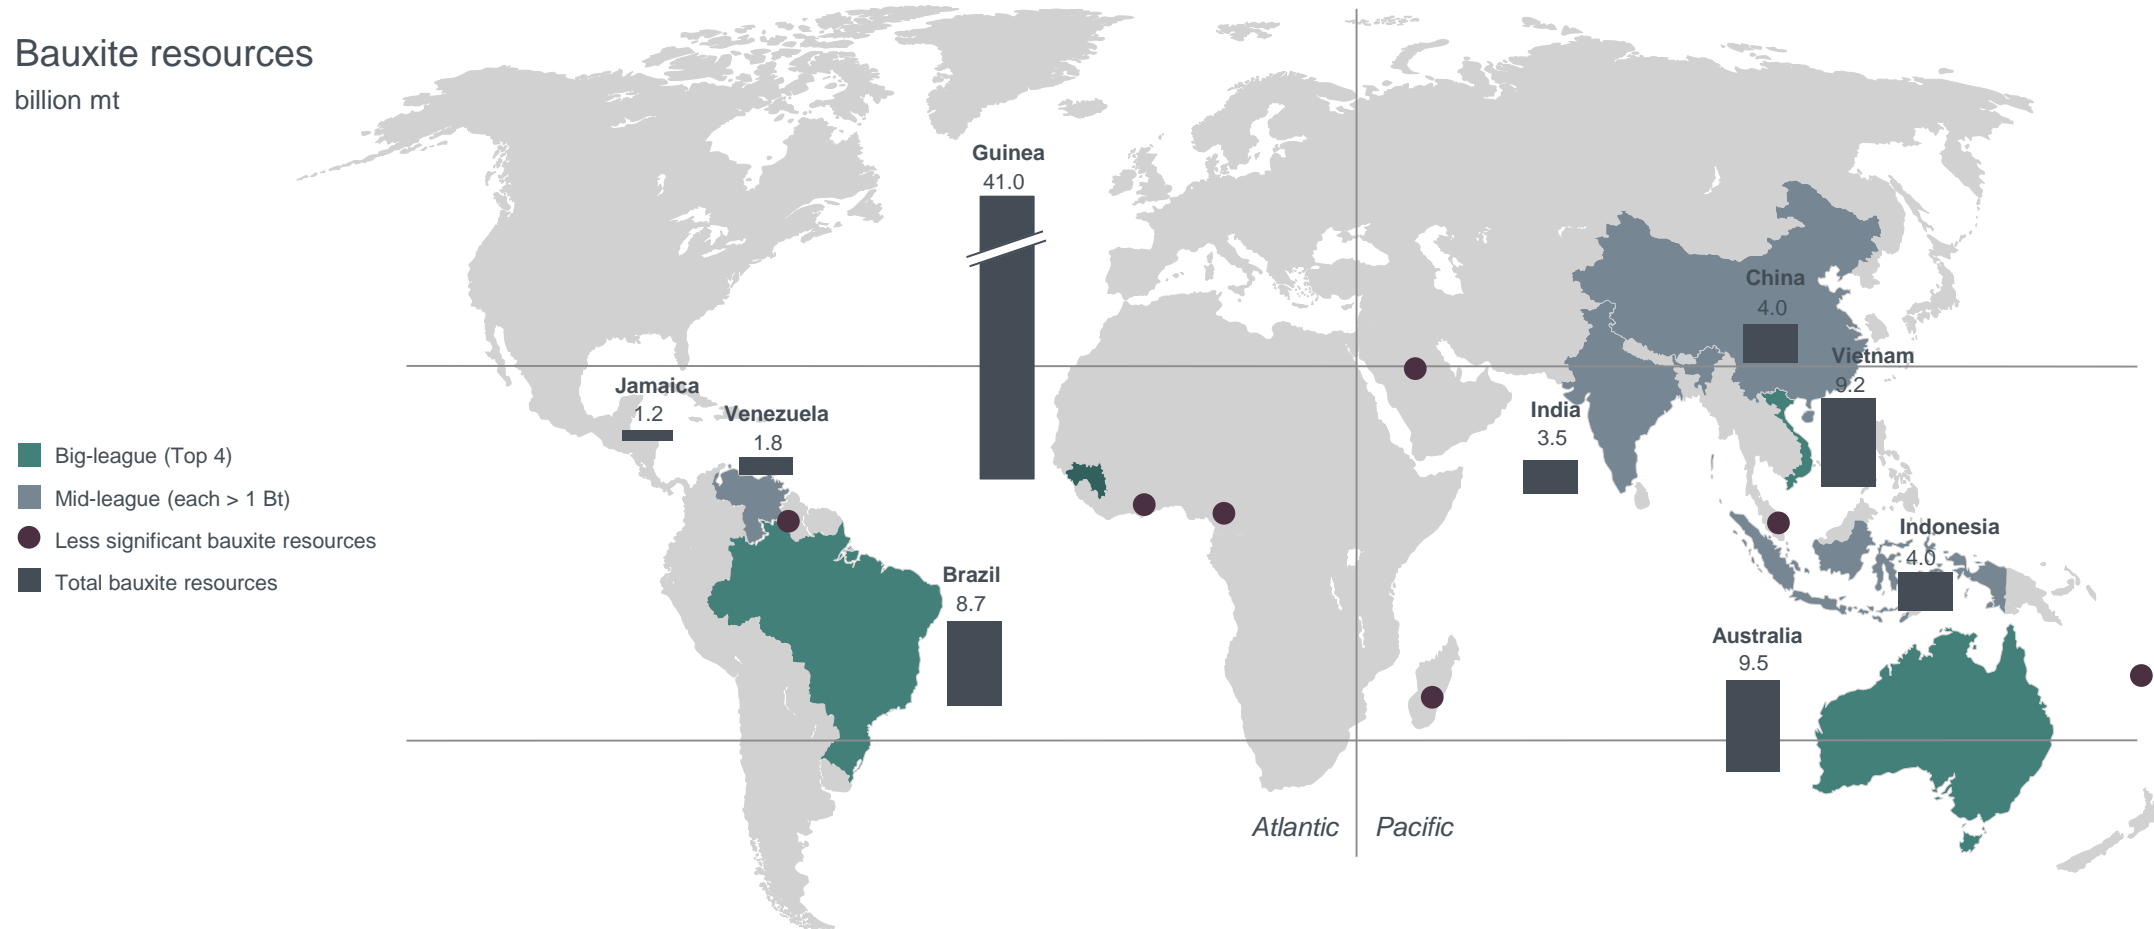 Bauxite resources
billion mt
Guinea
41.0
China
4.0
Vietnam
9.2
Jamaica
1.2
Venezuela
1.8
India
3.5
Big-league (Top 4)
Mid-league (each > 1 Bt)
Less significant bauxite resources
Total bauxite resources
Indonesia
4.0
Brazil
8.7
Australia
9.5
Atlantic
Pacific